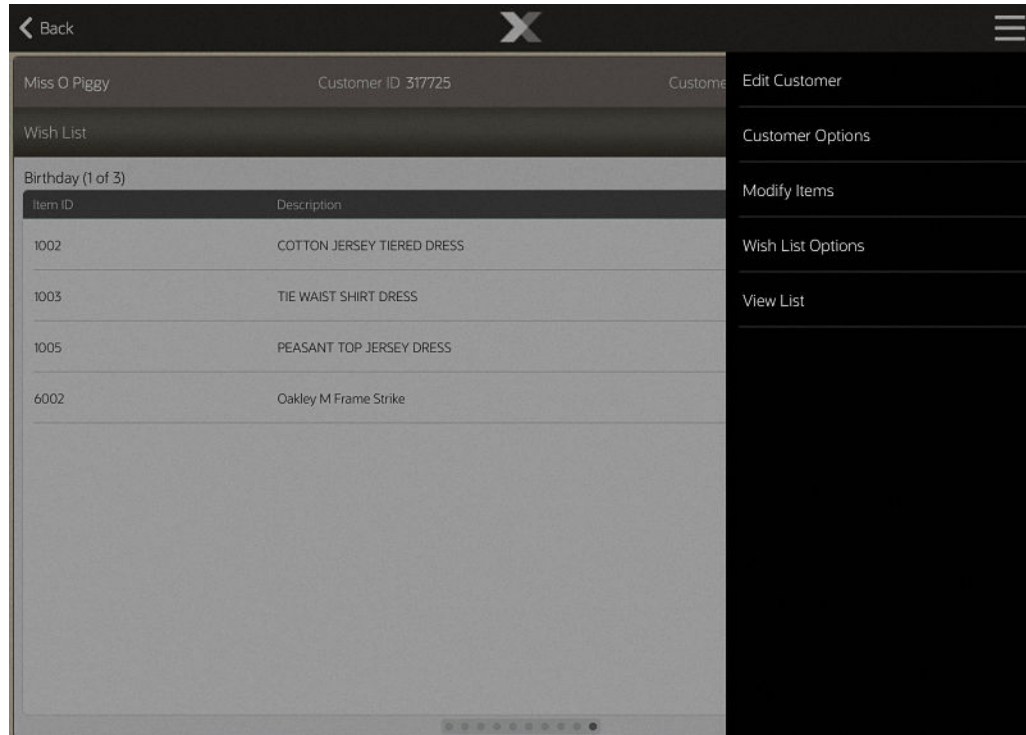 Back
Miss O Piggy Customer ID 317725 Custome
Wish List
Birthday (1 of 3)
Item ID Description
1002 COTTON JERSEY TIERED DRESS
1003 TIE WAIST SHIRT DRESS
1005 PEASANT TOP JERSEY DRESS
6002 Oakley M Frame Strike
Edit Customer
Customer Options
Modify Items
Wish List Options
View List